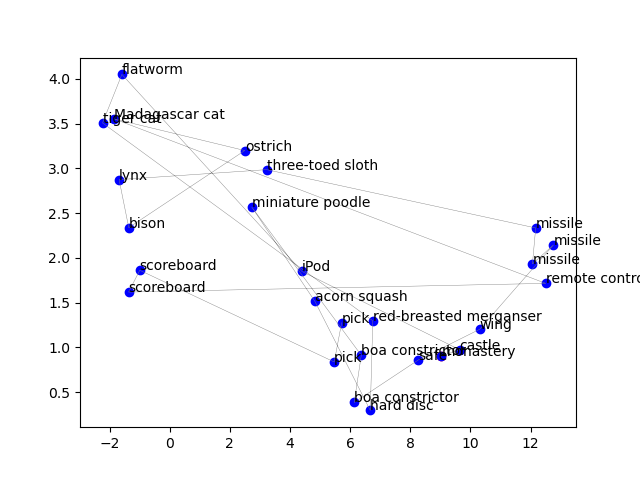 4.0
3.5
3.0
2.5
2.0
1.5
1.0
0.5
flatworm
Madagascar cat
tiger cat
ostrich
three-toed sloth
lynx
miniature poodle
bison
missile
missile
missile
scoreboard
iPod
remote contro
scoreboard
acorn squash
pick
red-breasted merganser
wing
castle
boa constrictor
monastery
pick
boa constrictor
hard disc
−2
0
2
4
6
8
10
12